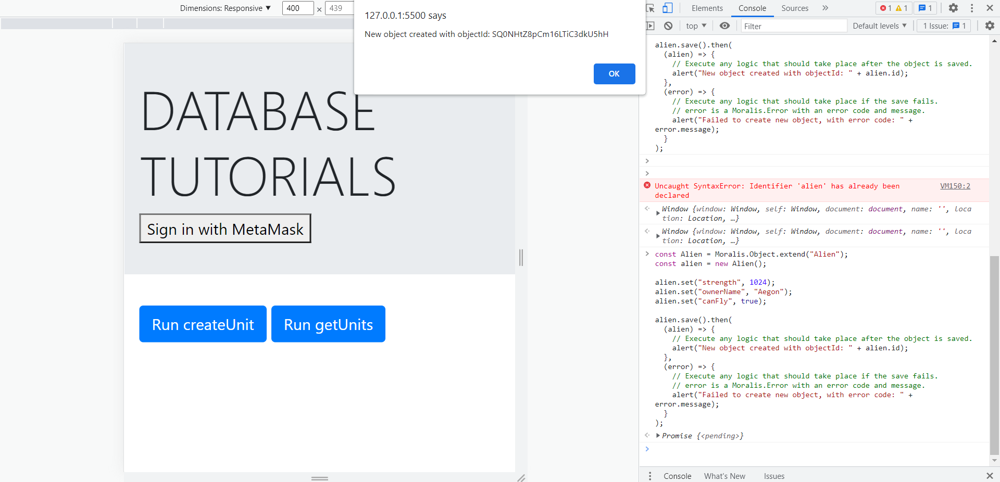 Dimensions: Responsive ▼ 400 × 439
127.0.0.1:5500 says
New object created with objectId: SQ0NHtZ8pCm16LTiC3dkU5hH
OK
DATABASE
TUTORIALS
Sign in with MetaMask
Run createUnit Run getUnits
Elements Console Sources » 1 1 1
top ▼ Filter Default levels ▼ 1 Issue: 1
alien.save().then(
(alien) => {
// Execute any logic that should take place after the object is saved.
alert("New object created with objectId: " + alien.id);
},
(error) => {
// Execute any logic that should take place if the save fails.
// error is a Moralis.Error with an error code and message.
alert("Failed to create new object, with error code: " +
error.message);
}
);
>
>
Uncaught SyntaxError: Identifier 'alien' has already been VM150:2
declared
Window {window: Window, self: Window, document: document, name: '', loca
tion: Location, …}
Window {window: Window, self: Window, document: document, name: '', loca
tion: Location, …}
> const Alien = Moralis.Object.extend("Alien");
const alien = new Alien();
alien.set("strength", 1024);
alien.set("ownerName", "Aegon");
alien.set("canFly", true);
alien.save().then(
(alien) => {
// Execute any logic that should take place after the object is saved.
alert("New object created with objectId: " + alien.id);
},
(error) => {
// Execute any logic that should take place if the save fails.
// error is a Moralis.Error with an error code and message.
alert("Failed to create new object, with error code: " +
error.message);
}
);
Promise {<pending>}
>
Console What's New Issues